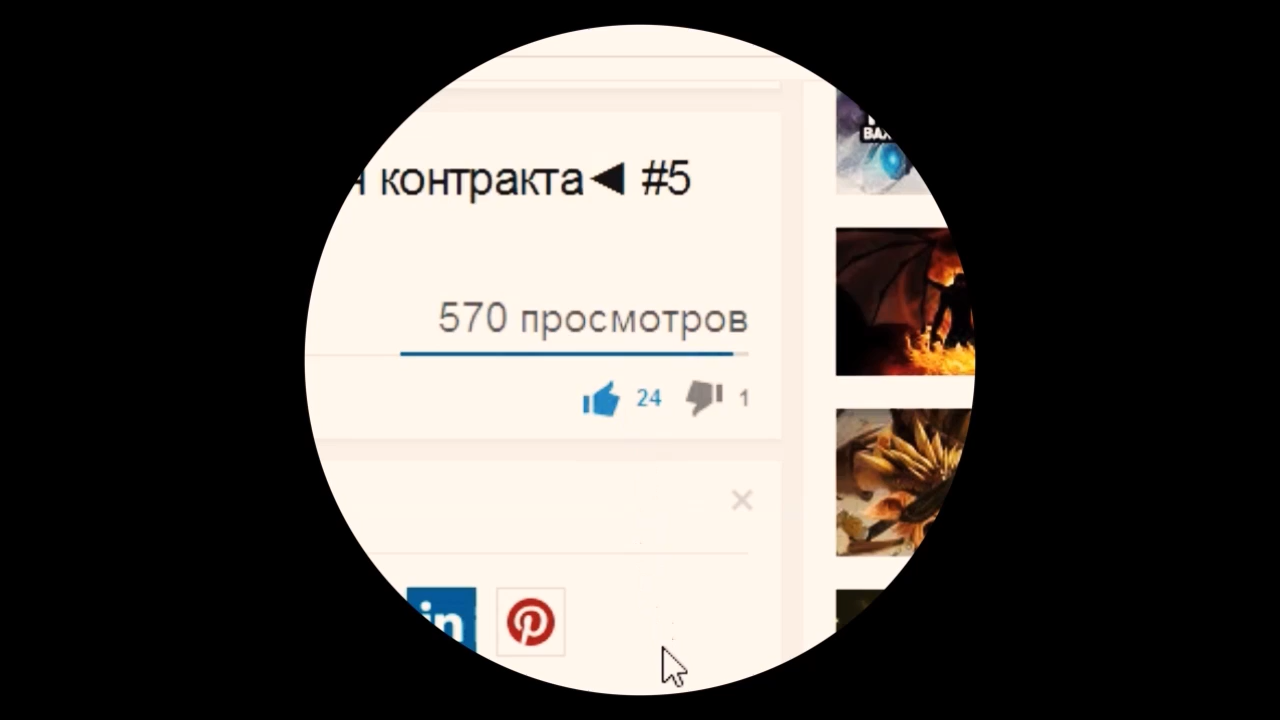 контракта◄ #5
570 просмотров
24 1
in